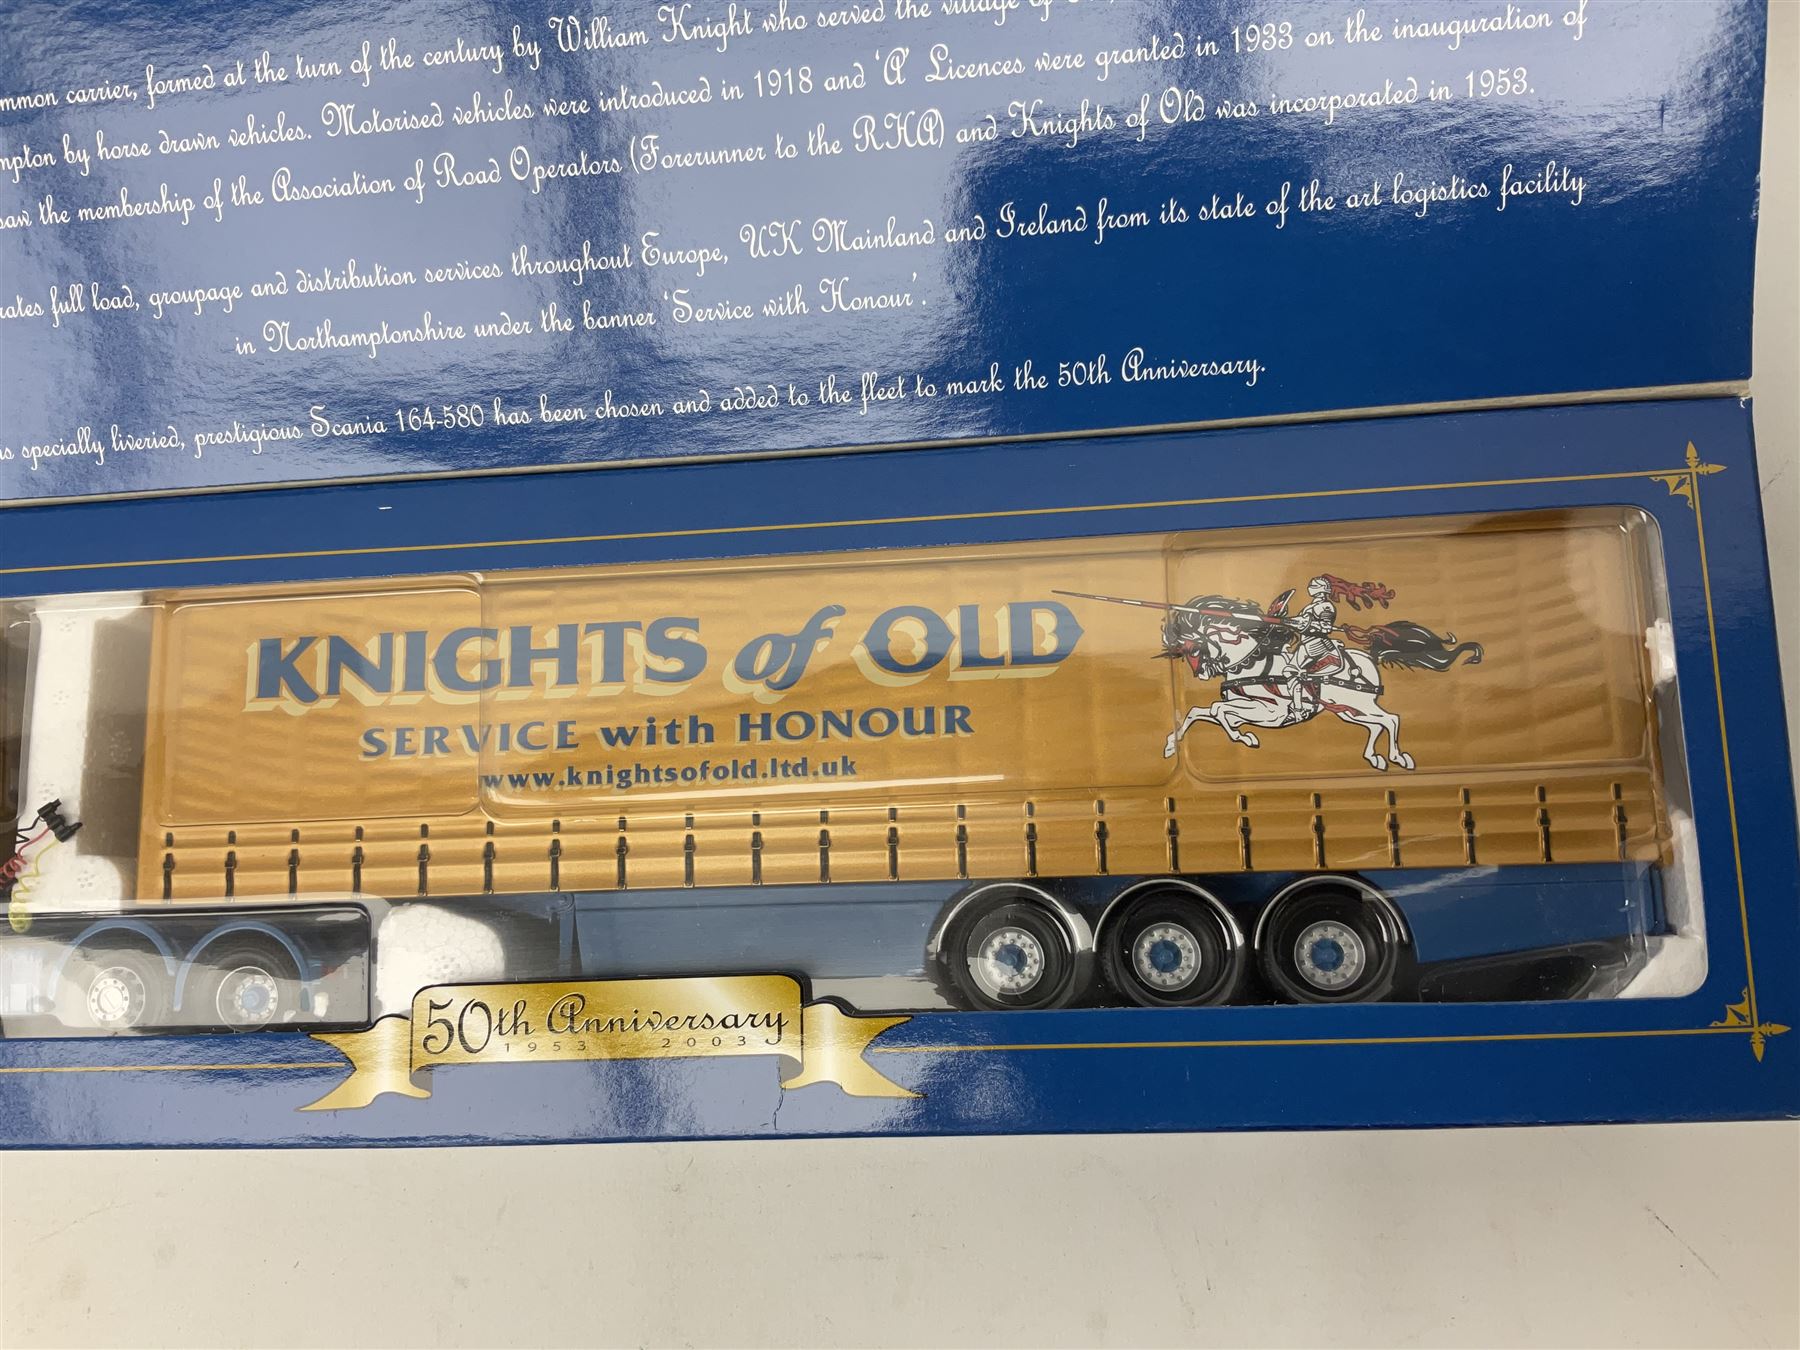 carrier, formed at the turn of the century by William Knight who served the village of
by horse drawn vehicles. Motorised vehicles were introduced in 1918 and 'A' Licences were granted in 1933 on the inauguration of
saw the membership of the Association of Road Operators (Forerunner to the RHA) and Knights of Old was incorporated in 1953.
full load, groupage and distribution services throughout Europe, UK Mainland and Ireland from its state of the art logistics facility
in Northamptonshire under the banner 'Service with Honour'.
specially liveried, prestigious Scania 164-580 has been chosen and added to the fleet to mark the 50th Anniversary.
KNIGHTS of OLD
SERVICE with HONOUR
www.knightsofold.ltd.uk
50th Anniversary
1953 - 2003